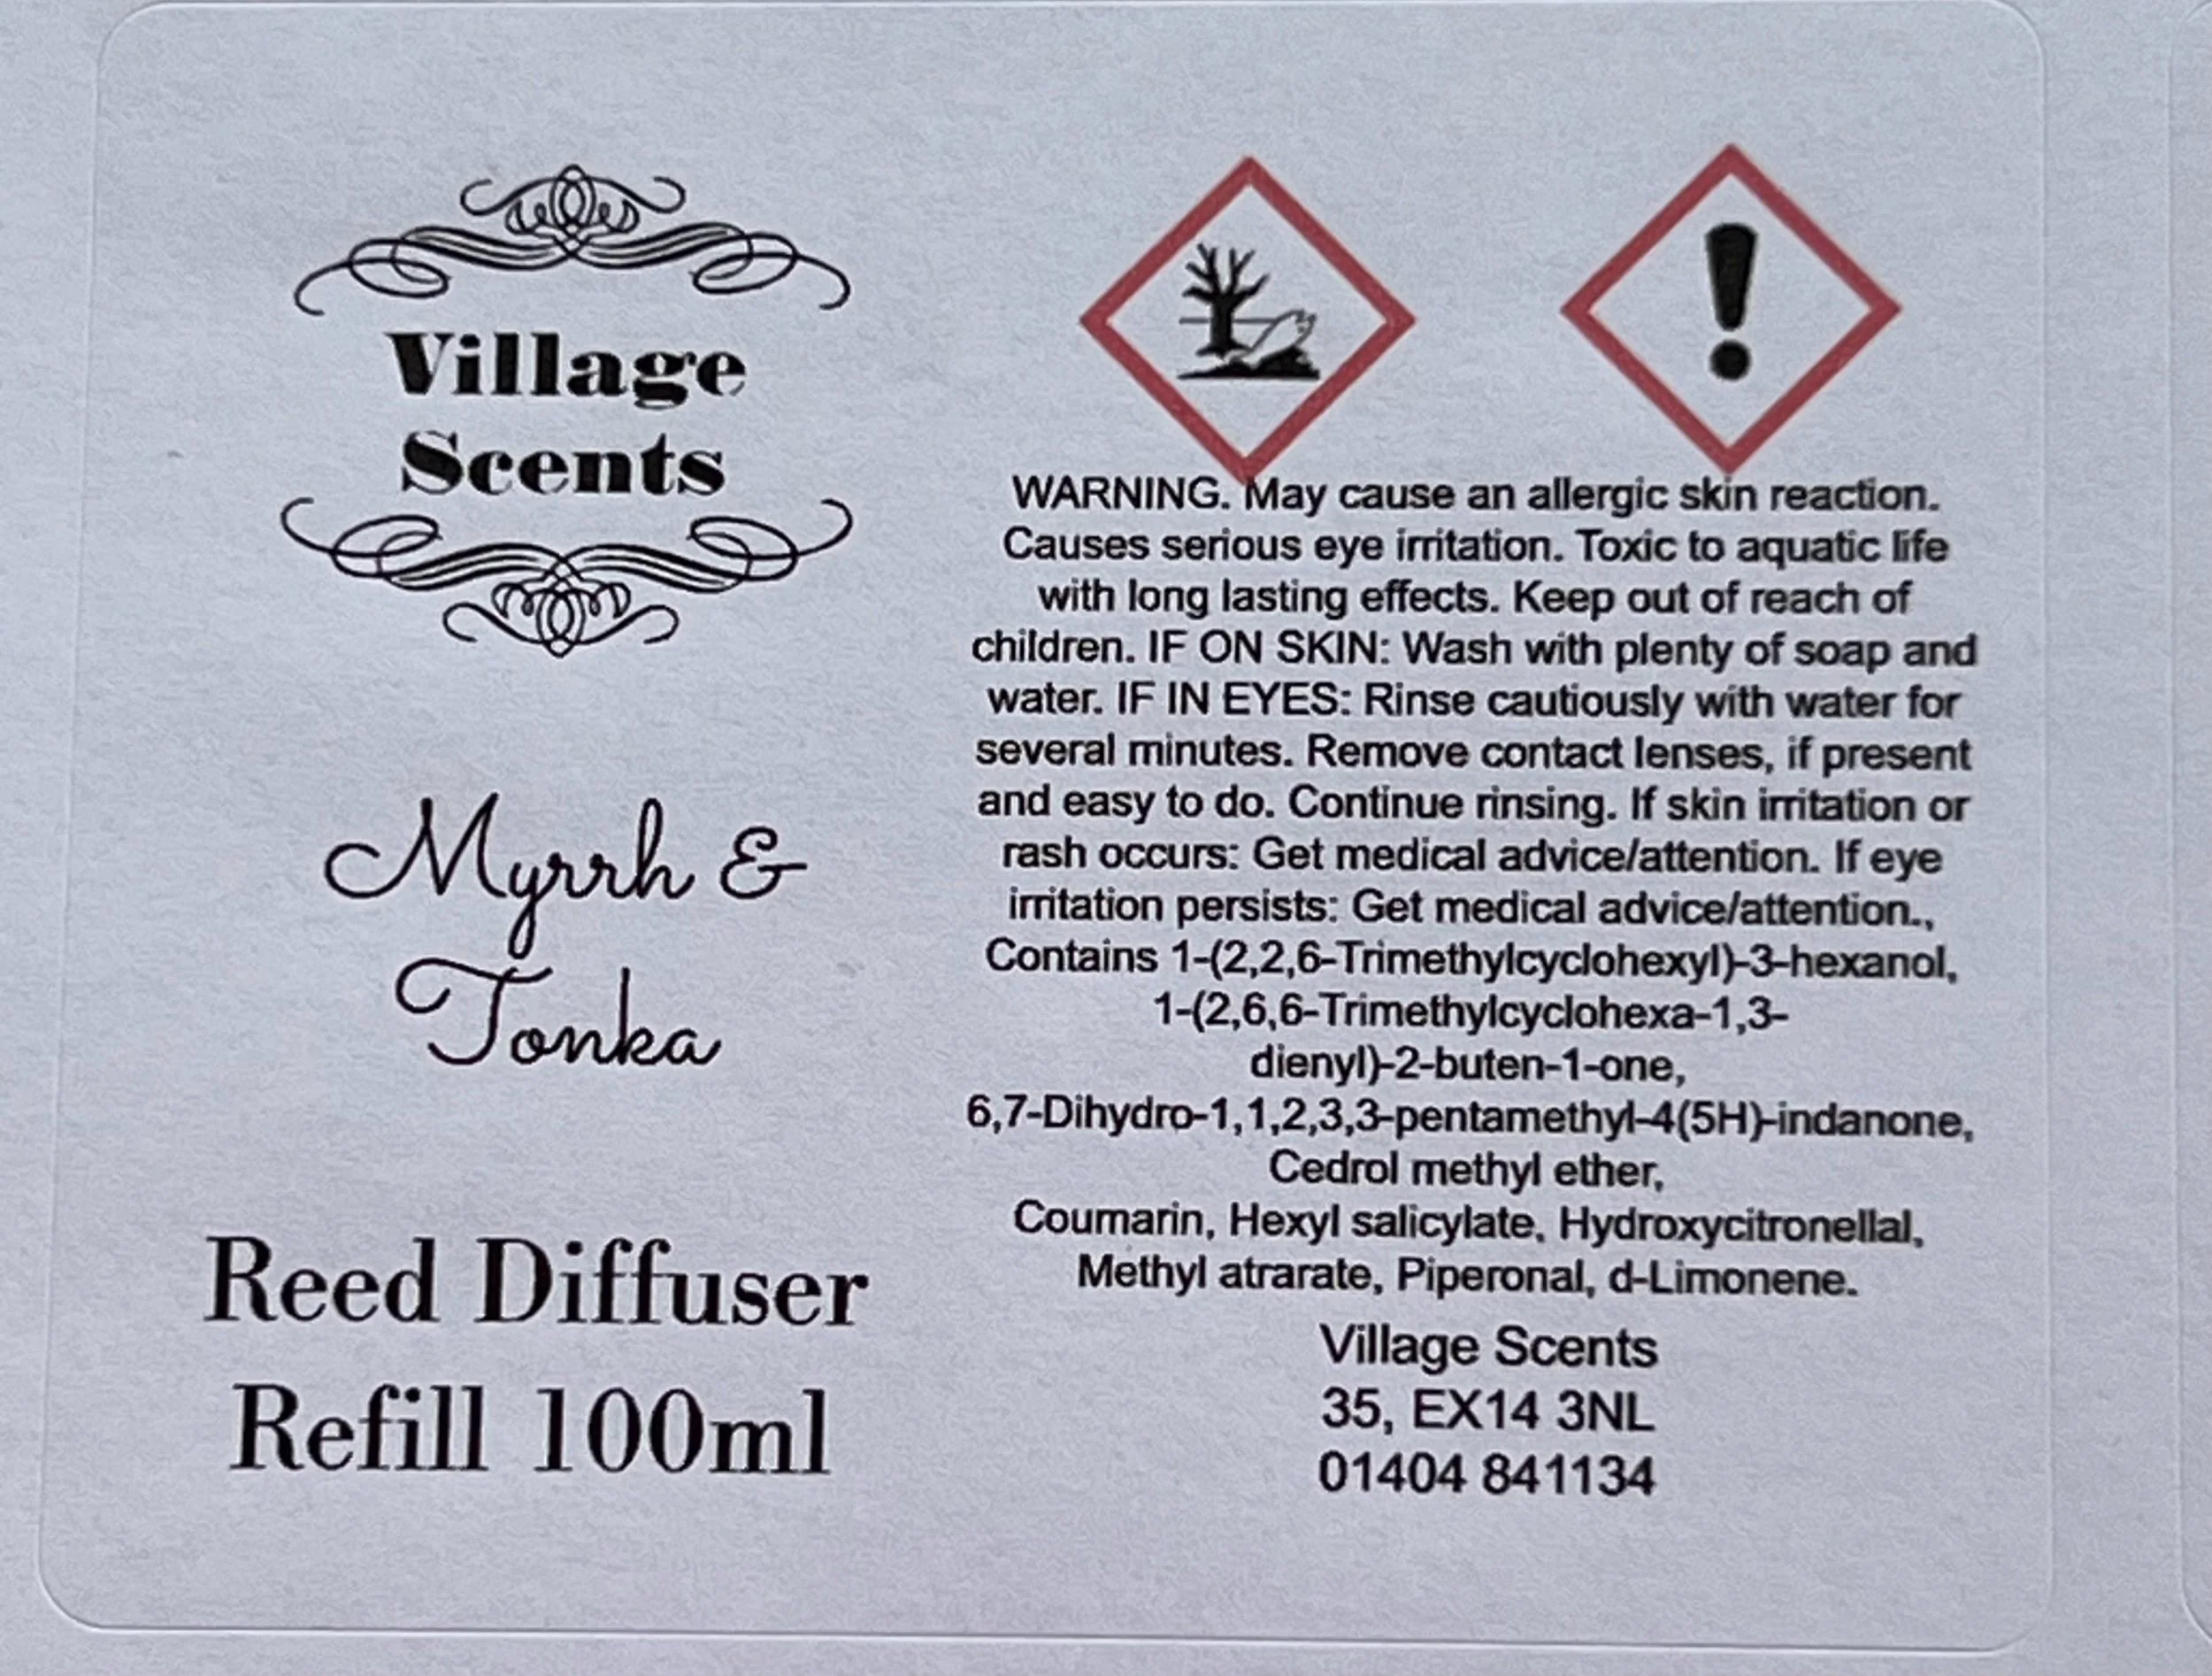 Village
Scents
Myrrh &
Tonka
Reed Diffuser
Refill 100ml
WARNING. May cause an allergic skin reaction.
Causes serious eye irritation. Toxic to aquatic life
with long lasting effects. Keep out of reach of
children. IF ON SKIN: Wash with plenty of soap and
water. IF IN EYES: Rinse cautiously with water for
several minutes. Remove contact lenses, if present
and easy to do. Continue rinsing. If skin irritation or
rash occurs: Get medical advice/attention. If eye
irritation persists: Get medical advice/attention.,
Contains 1-(2,2,6-Trimethylcyclohexyl)-3-hexanol,
1-(2,6,6-Trimethylcyclohexa-1,3-
dienyl)-2-buten-1-one,
6,7-Dihydro-1,1,2,3,3-pentamethyl-4(5H)-indanone,
Cedrol methyl ether,
Coumarin, Hexyl salicylate, Hydroxycitronellal,
Methyl atrarate, Piperonal, d-Limonene.
Village Scents
35, EX14 3NL
01404 841134